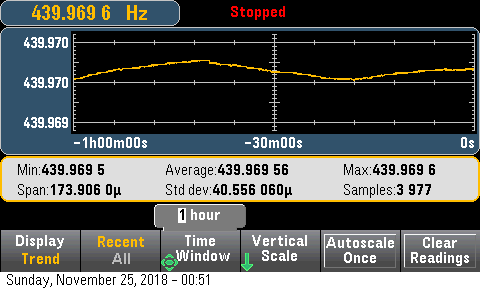 439.969 6 Hz Stopped
439.970
439.970
439.969
-1h00m00s -30m00s 0s
Min:439.969 5 Average:439.969 56 Max:439.969 6
Span:173.906 0µ Std dev:40.556 060µ Samples:3 977
1 hour
Display Recent Time Vertical Autoscale Clear
Trend All Window Scale Once Readings
Sunday, November 25, 2018 - 00:51